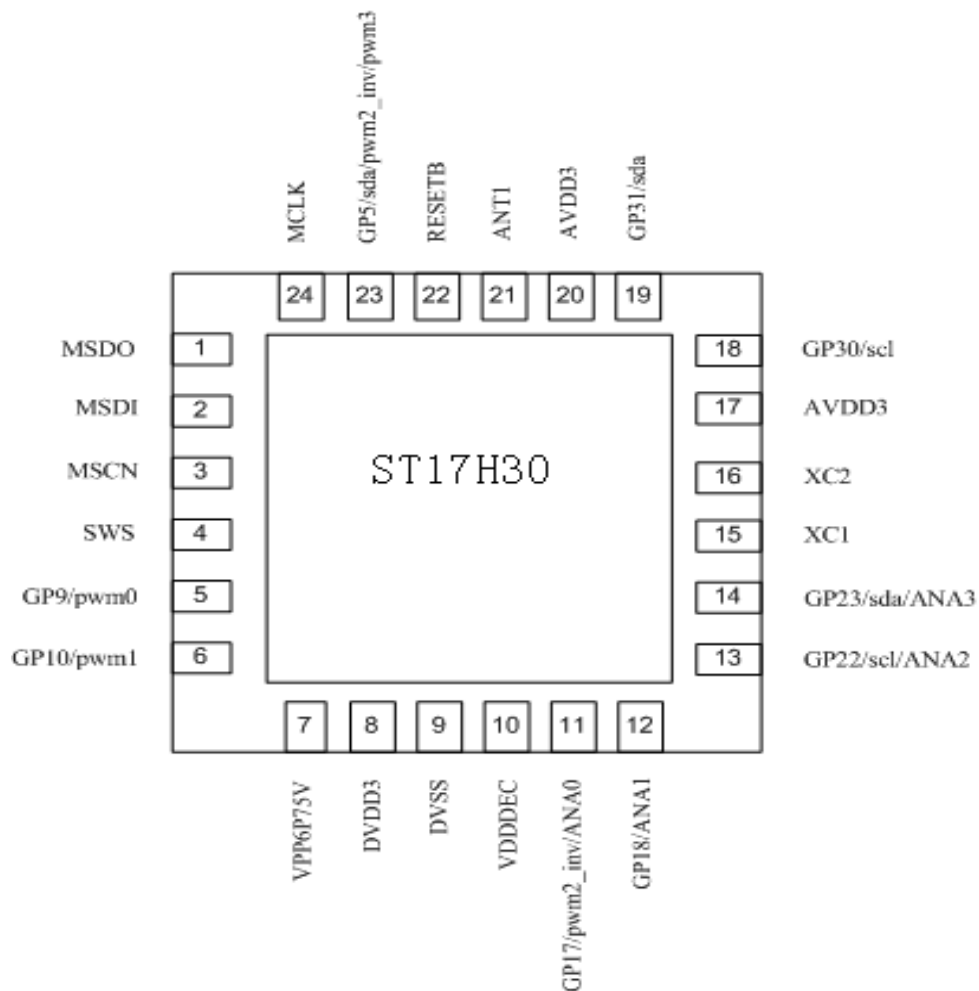 MCLK
GP5/sda/pwm2_inv/pwm3
RESETB
ANT1
AVDD3
GP31/sda
24
23
22
21
20
19
MSDO 1
18 GP30/scl
MSDI 2
17 AVDD3
MSCN 3
ST17H30
16 XC2
SWS 4
15 XC1
GP9/pwm0 5
14 GP23/sda/ANA3
GP10/pwm1 6
13 GP22/scl/ANA2
7
8
9
10
11
12
VPP6P75V
DVDD3
DVSS
VDDDEC
GP17/pwm2_inv/ANA0
GP18/ANA1